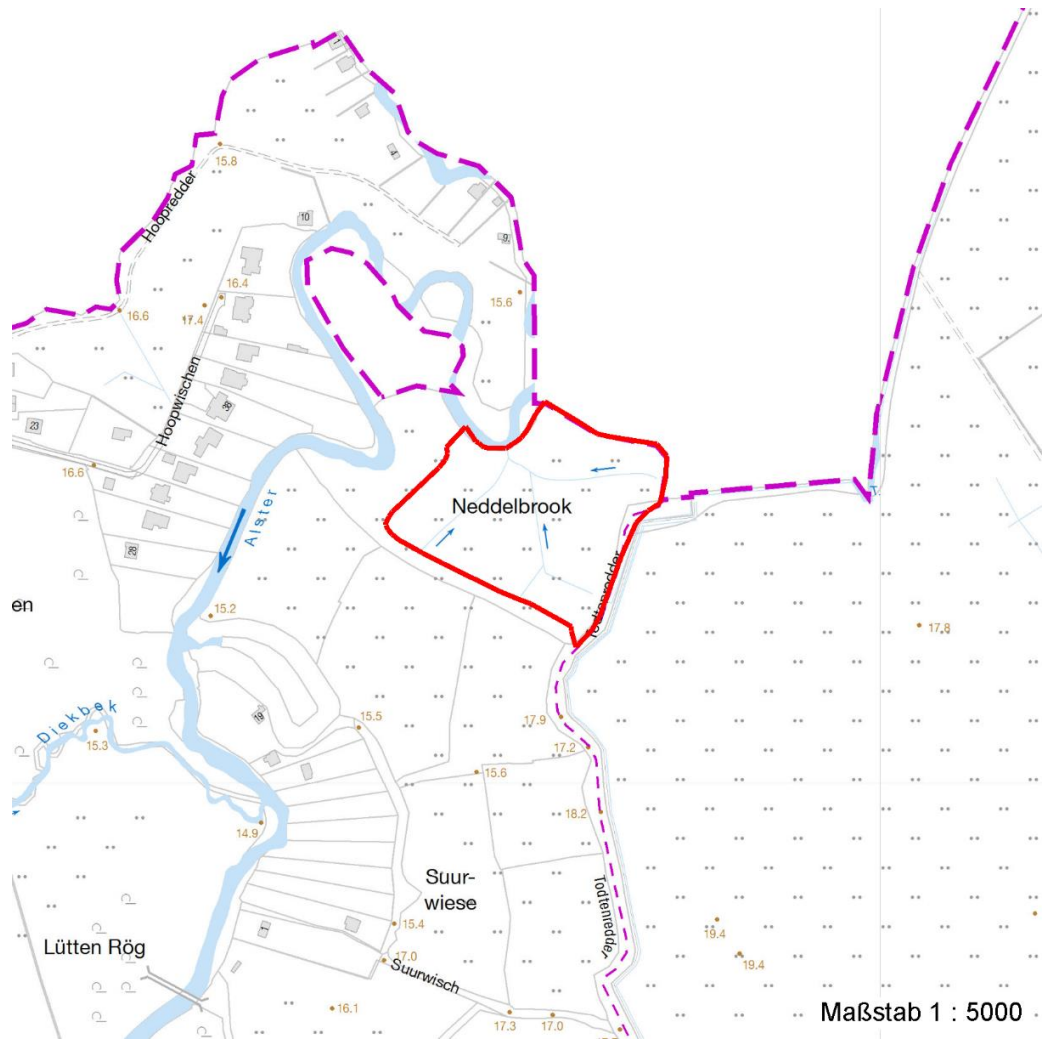 1
4
15.8
Hoopredder
10
9
16.4
15.6
16.6
17.4
Hoopwischen
38
23
16.6
Neddelbrook
Alster
T.
28
Todtenredder
en
15.2
17.8
Diekbek
19
15.5
17.9
15.3
17.2
15.6
18.2
14.9
Suur-
wiese
Todtenredder
15.4
19.4
1
Lütten Rög
17.0
19.4
Suurwisch
16.1
17.3
17.0
Maßstab 1 : 5000